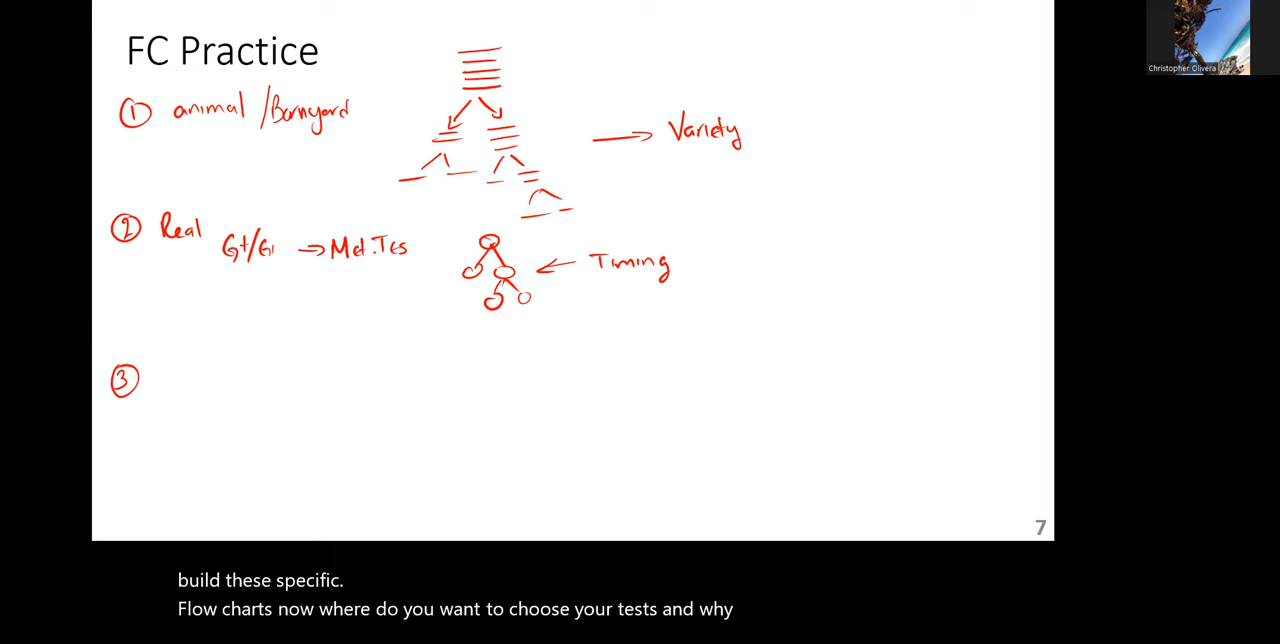 FC Practice
Christopher Olivera
① animal / Barnyard
→ Variety
② Real
Gt/G1 → Met. Tes
← Timing
③
7
build these specific.
Flow charts now where do you want to choose your tests and why